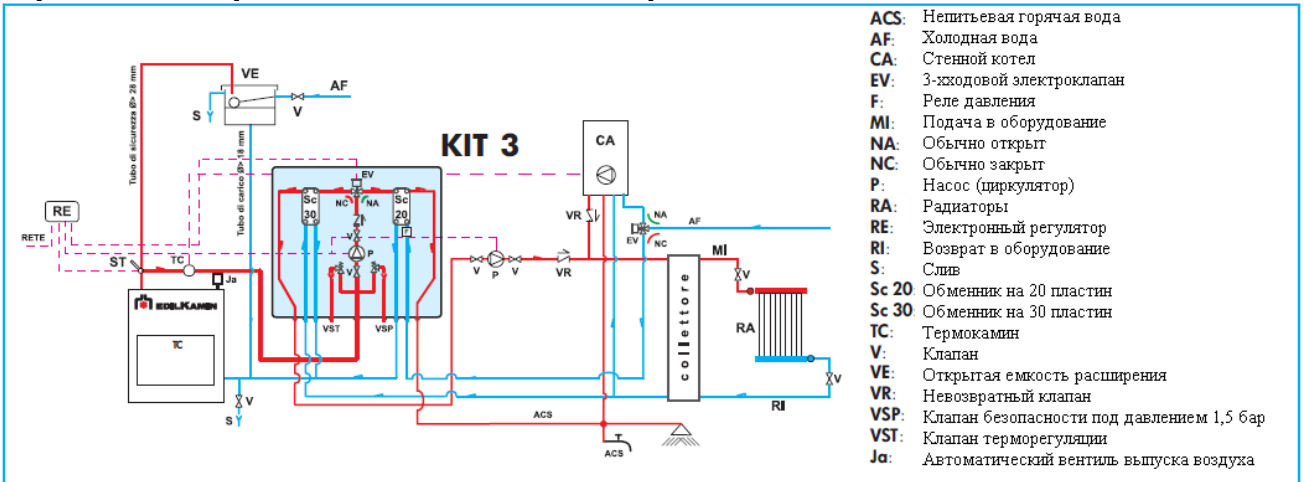 VE
AF
S
V
Tubo di sicurezza Ø> 28 mm
Tubo di carico Ø> 18 mm
KIT 3
CA
EV
Sc
30
NC
NA
Sc
20
F
V
P
V
VST
VSP
RE
RETE
ST
TC
Ja
EDILKAMIN
TC
V
S
VR
NA
EV
NC
AF
MI
V
P
V
VR
collettore
V
RA
V
RI
ACS
ACS
ACS: Непитьевая горячая вода
AF: Холодная вода
CA: Стенной котел
EV: 3-хходовой электроклапан
F: Реле давления
MI: Подача в оборудование
NA: Обычно открыт
NC: Обычно закрыт
P: Насос (циркулятор)
RA: Радиаторы
RE: Электронный регулятор
RI: Возврат в оборудование
S: Слив
Sc 20: Обменник на 20 пластин
Sc 30: Обменник на 30 пластин
TC: Термокамин
V: Клапан
VE: Открытая емкость расширения
VR: Невозвратный клапан
VSP: Клапан безопасности под давлением 1,5 бар
VST: Клапан терморегуляции
Ja: Автоматический вентиль выпуска воздуха